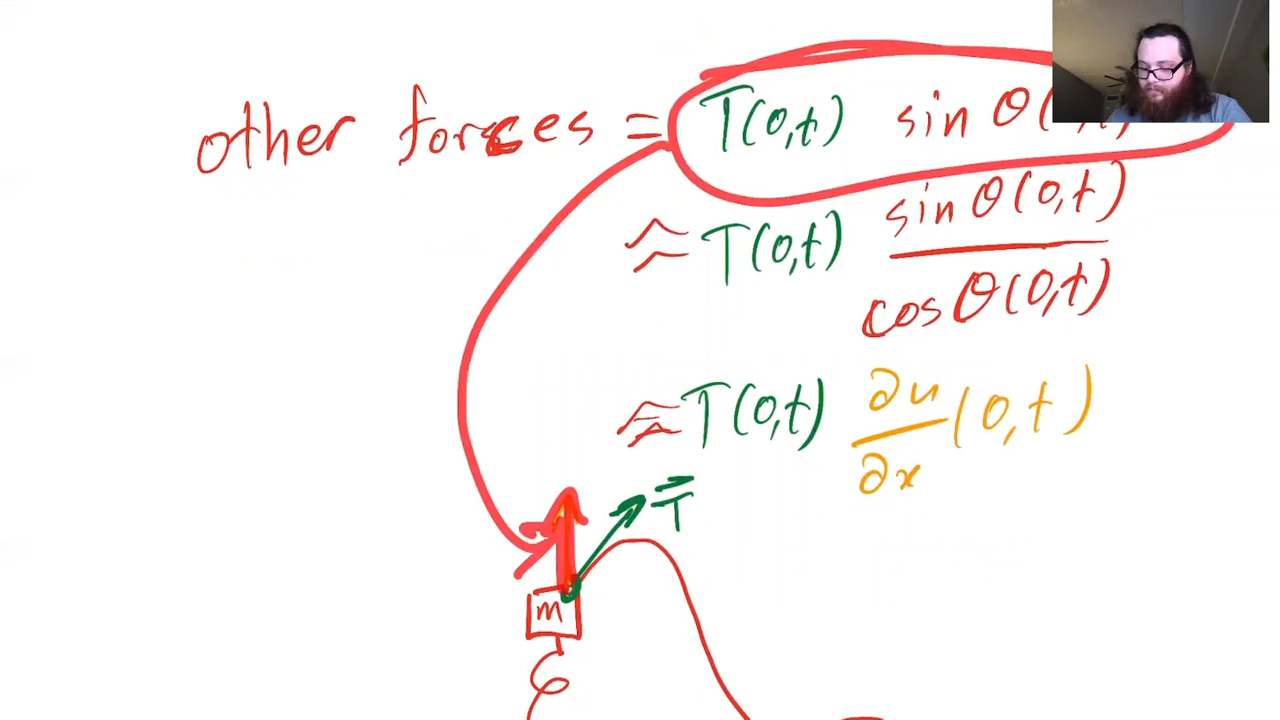 other forces = T(0,t) sin θ(
≈ T(0,t) sin θ(0,t) / cos θ(0,t)
≈ T(0,t) ∂u/∂x (0,t)
T⃗
m